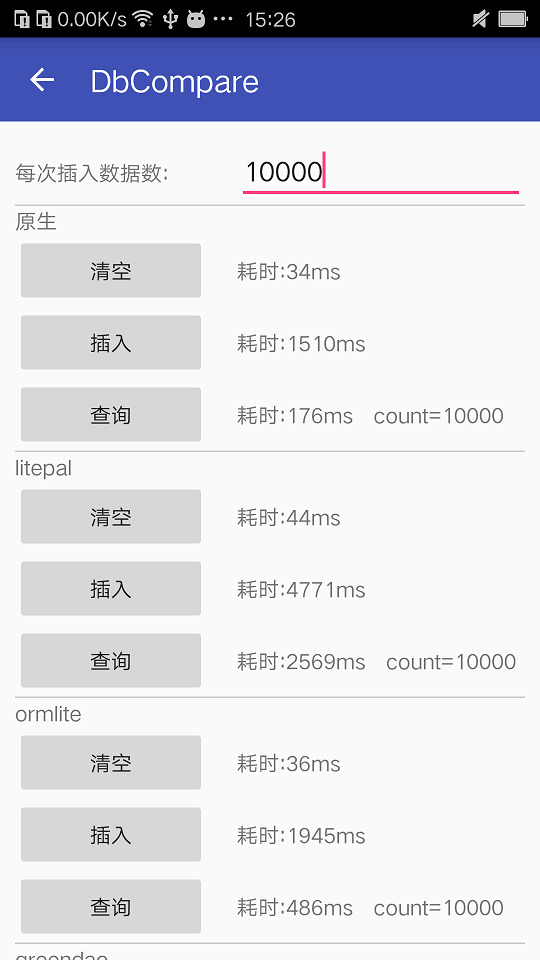 0.00K/s ··· 15:26
DbCompare
每次插入数据数: 10000
原生
清空 耗时:34ms
插入 耗时:1510ms
查询 耗时:176ms count=10000
litepal
清空 耗时:44ms
插入 耗时:4771ms
查询 耗时:2569ms count=10000
ormlite
清空 耗时:36ms
插入 耗时:1945ms
查询 耗时:486ms count=10000
greendao